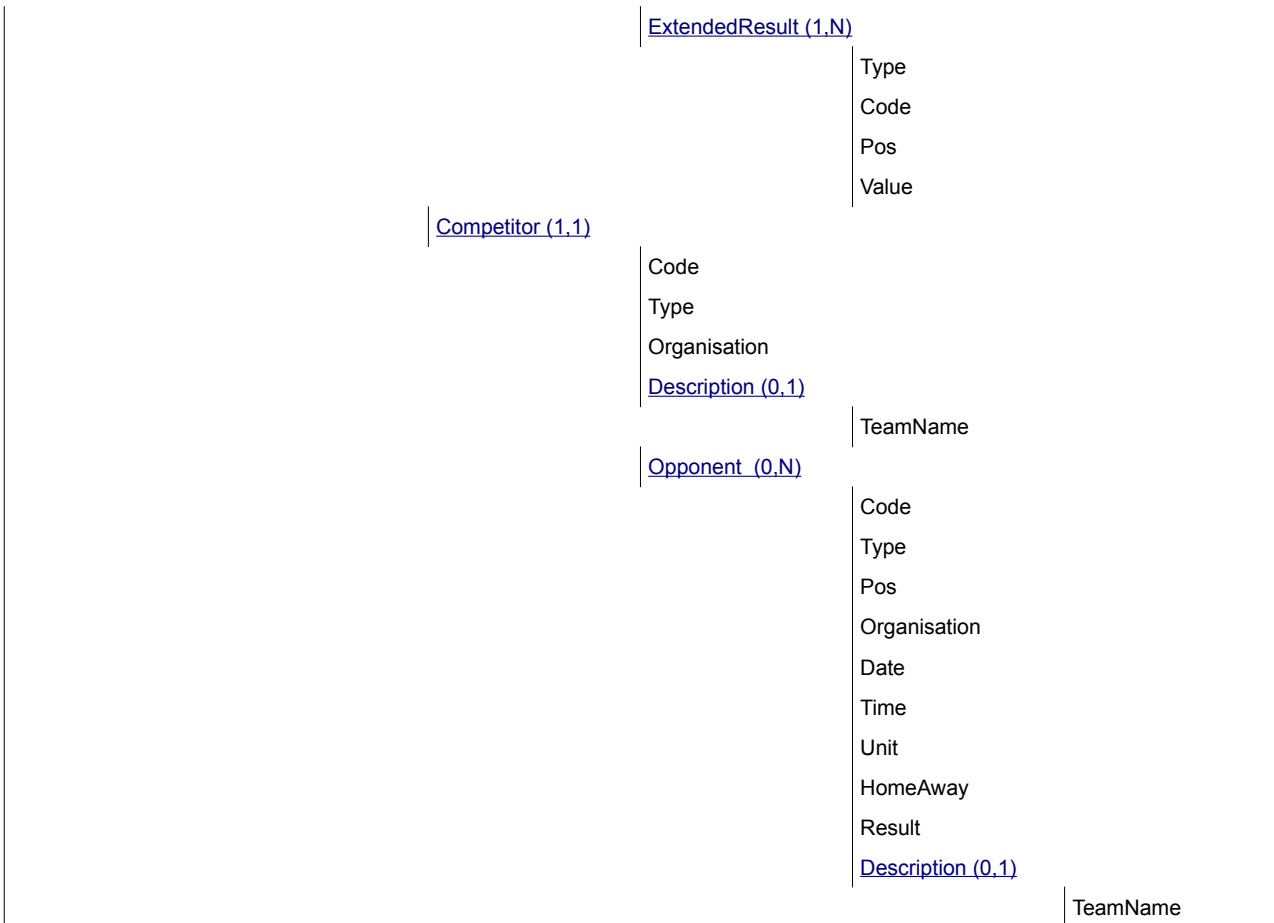 ExtendedResult (1,N)
Type
Code
Pos
Value
Competitor (1,1)
Code
Type
Organisation
Description (0,1)
TeamName
Opponent  (0,N)
Code
Type
Pos
Organisation
Date
Time
Unit
HomeAway
Result
Description (0,1)
TeamName